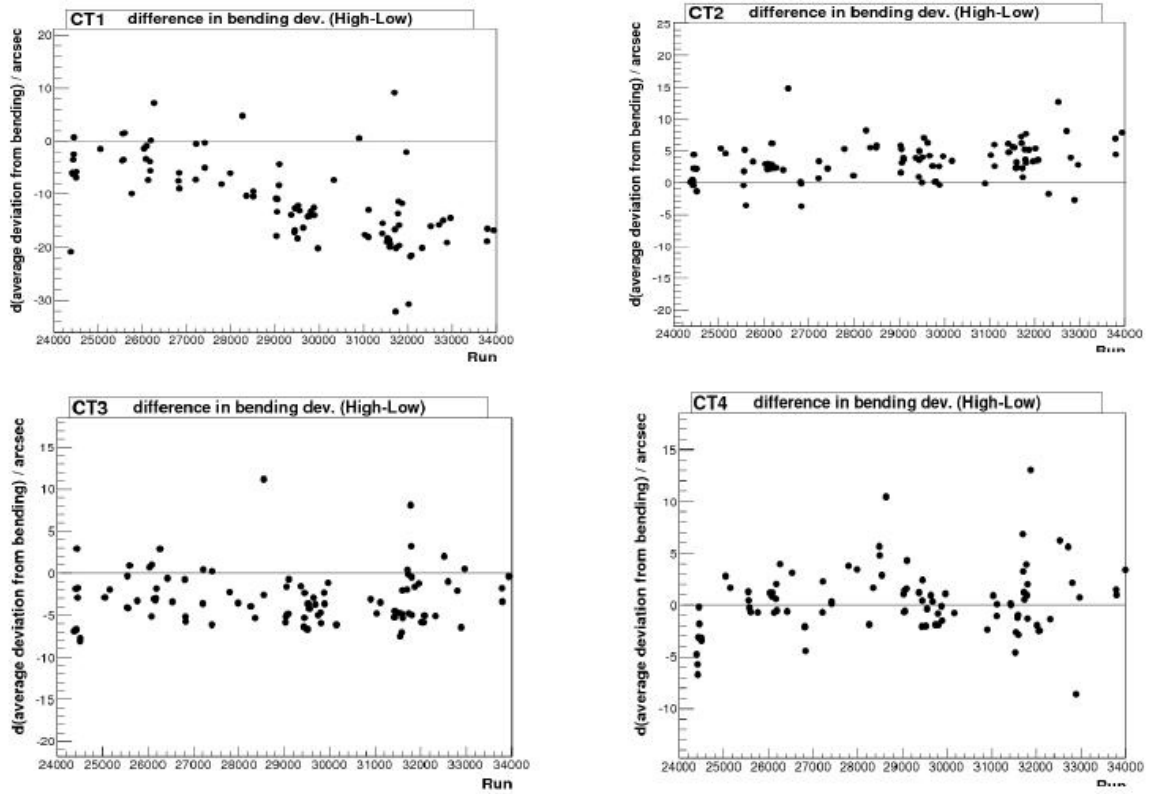 CT1 difference in bending dev. (High-Low)
d(average deviation from bending) / arcsec
20
10
0
-10
-20
-30
24000 25000 26000 27000 28000 29000 30000 31000 32000 33000 34000
Run
CT2 difference in bending dev. (High-Low)
d(average deviation from bending) / arcsec
25
20
15
10
5
0
-5
-10
-15
-20
24000 25000 26000 27000 28000 29000 30000 31000 32000 33000 34000
Run
CT3 difference in bending dev. (High-Low)
d(average deviation from bending) / arcsec
15
10
5
0
-5
-10
-15
-20
24000 25000 26000 27000 28000 29000 30000 31000 32000 33000 34000
Run
CT4 difference in bending dev. (High-Low)
d(average deviation from bending) / arcsec
15
10
5
0
-5
-10
24000 25000 26000 27000 28000 29000 30000 31000 32000 33000 34000
Run